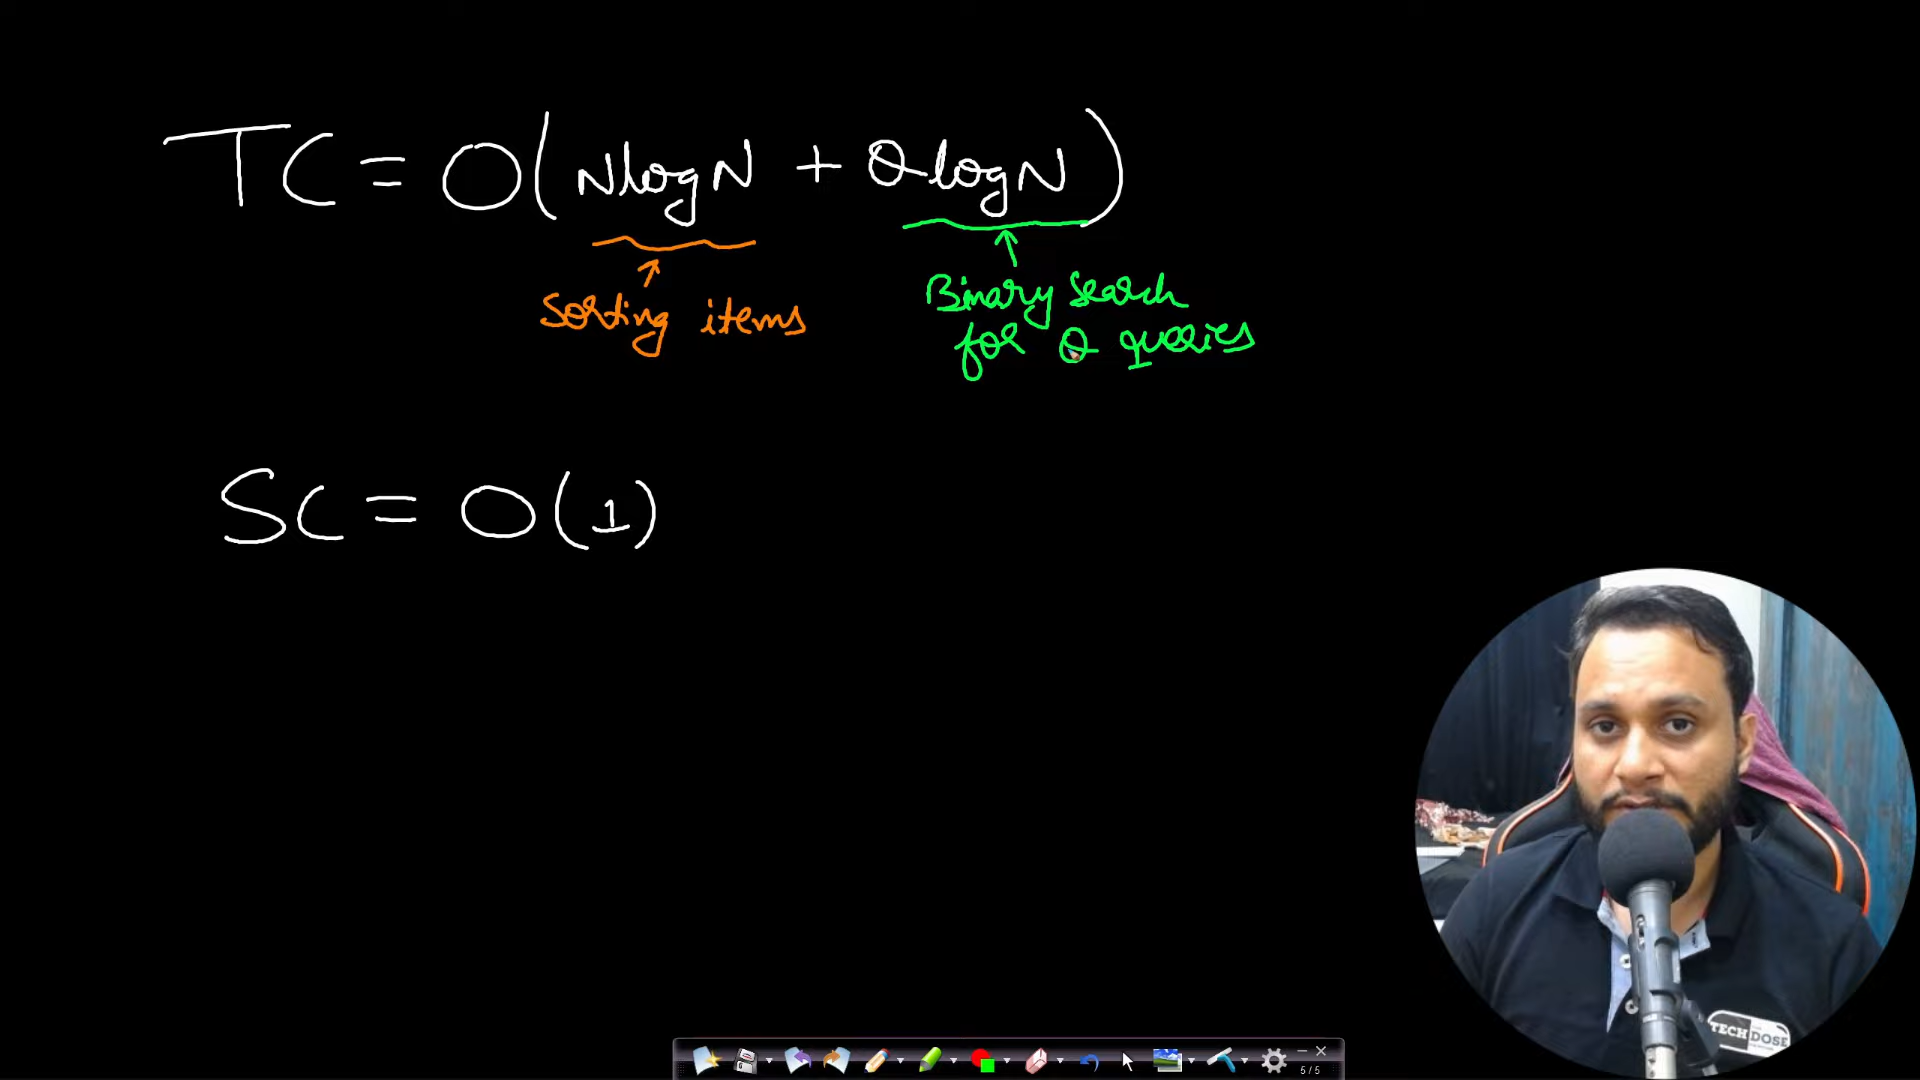 TC = O(NlogN + QlogN)
Sorting items
Binary search
for Q queries
SC = O(1)
TECH DOSE
5/5